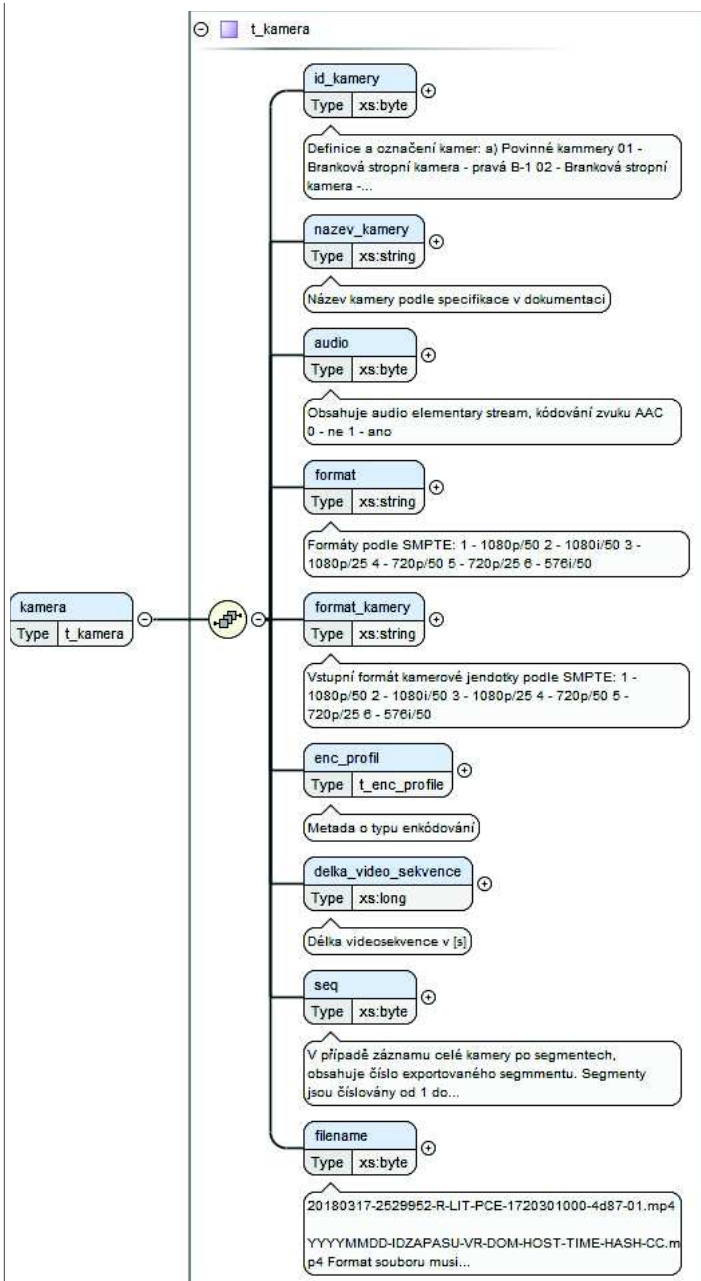 t_kamera
id_kamery
Type xs:byte
Definice a označení kamer: a) Povinné kammery 01 -
Branková stropní kamera - pravá B-1 02 - Branková stropní
kamera -...
nazev_kamery
Type xs:string
Název kamery podle specifikace v dokumentaci
audio
Type xs:byte
Obsahuje audio elementary stream, kódování zvuku AAC
0 - ne 1 - ano
format
Type xs:string
Formáty podle SMPTE: 1 - 1080p/50 2 - 1080i/50 3 -
1080p/25 4 - 720p/50 5 - 720p/25 6 - 576i/50
kamera
Type t_kamera
format_kamery
Type xs:string
Vstupní formát kamerové jendotky podle SMPTE: 1 -
1080p/50 2 - 1080i/50 3 - 1080p/25 4 - 720p/50 5 -
720p/25 6 - 576i/50
enc_profil
Type t_enc_profile
Metada o typu enkódování
delka_video_sekvence
Type xs:long
Délka videosekvence v [s]
seq
Type xs:byte
V případě záznamu celé kamery po segmentech,
obsahuje číslo exportovaného segmmentu. Segmenty
jsou číslovány od 1 do...
filename
Type xs:byte
20180317-2529952-R-LIT-PCE-1720301000-4d87-01.mp4
YYYYMMDD-IDZAPASU-VR-DOM-HOST-TIME-HASH-CC.m
p4 Format souboru musi...